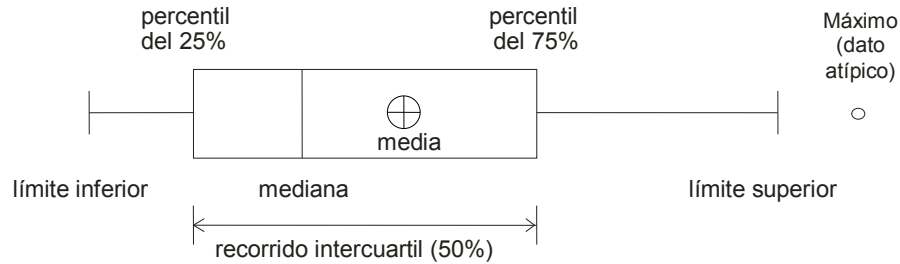 percentil
del 25%
percentil
del 75%
Máximo
(dato
atípico)
media
límite inferior
mediana
límite superior
recorrido intercuartil (50%)